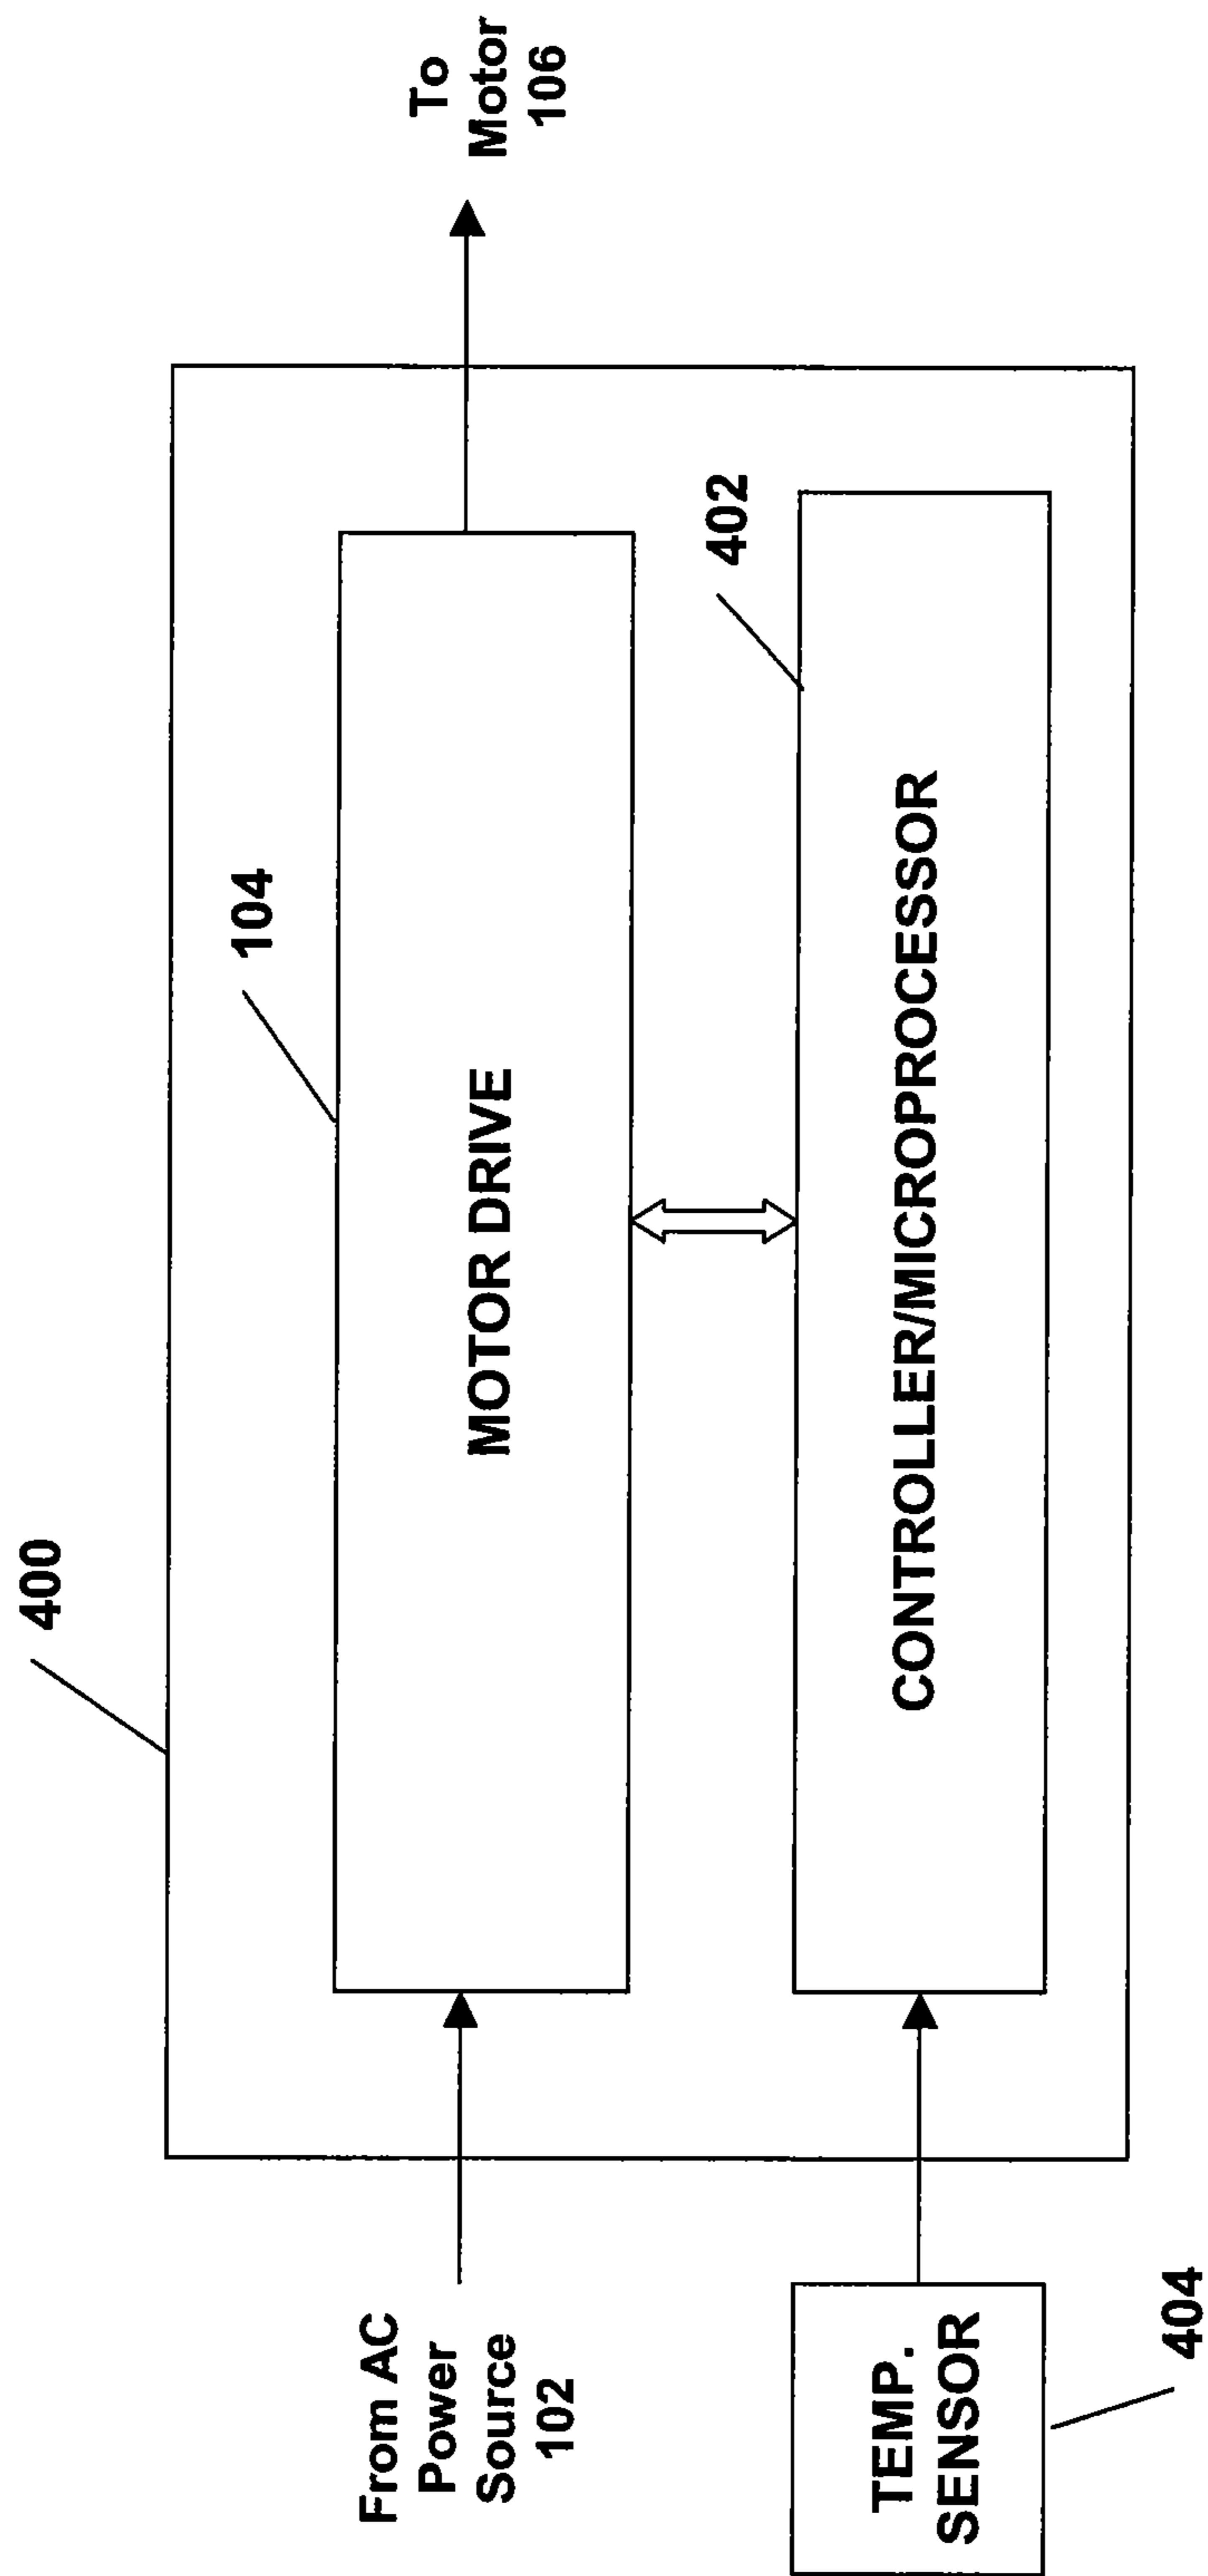 400
104
MOTOR DRIVE
From AC
Power
Source
102
To
Motor
106
402
CONTROLLER/MICROPROCESSOR
TEMP.
SENSOR
404